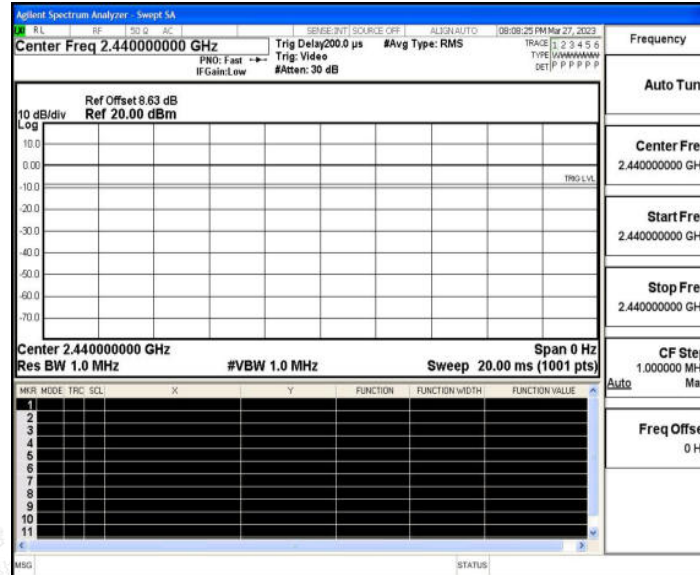 Agilent Spectrum Analyzer - Swept SA
RL RF 50 Ω AC SENSE:INT SOURCE OFF ALIGN AUTO 08:08:25 PM Mar 27, 2023
Center Freq 2.440000000 GHz
PNO: Fast
IFGain:Low
Trig Delay200.0 µs #Avg Type: RMS
Trig: Video
#Atten: 30 dB
TRACE 1 2 3 4 5 6
TYPE
DET P P P P P P
Frequency
Auto Tun
Ref Offset 8.63 dB
10 dB/div Ref 20.00 dBm
Log
10.0
0.00
-10.0
-20.0
-30.0
-40.0
-50.0
-60.0
-70.0
TRIG LVL
Center Fre
2.440000000 GH
Start Fre
2.440000000 GH
Stop Fre
2.440000000 GH
Center 2.440000000 GHz Span 0 Hz
Res BW 1.0 MHz #VBW 1.0 MHz Sweep 20.00 ms (1001 pts)
CF Ste
1.000000 MH
Auto Ma
MKR MODE TRC SCL X Y FUNCTION FUNCTION WIDTH FUNCTION VALUE
1
2
3
4
5
6
7
8
9
10
11
Freq Offse
0 H
MSG STATUS